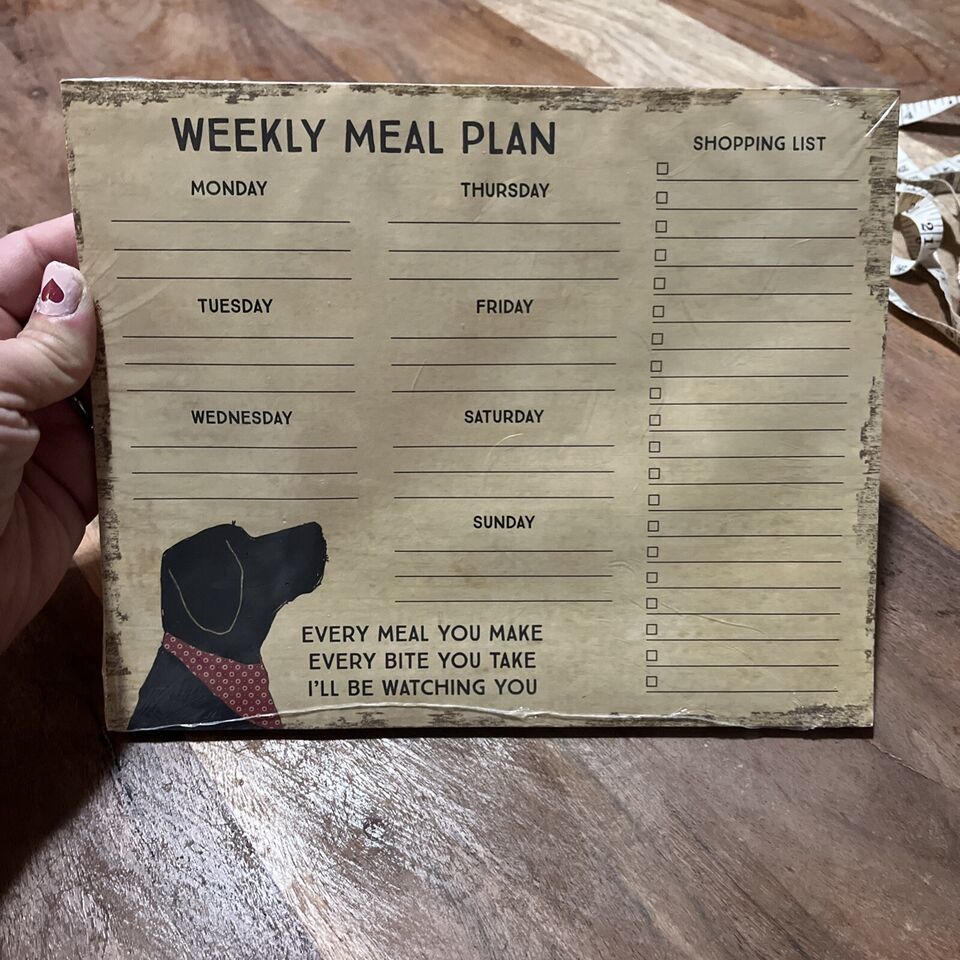 WEEKLY MEAL PLAN
MONDAY
TUESDAY
WEDNESDAY
THURSDAY
FRIDAY
SATURDAY
SUNDAY
EVERY MEAL YOU MAKE
EVERY BITE YOU TAKE
I'LL BE WATCHING YOU
SHOPPING LIST
21